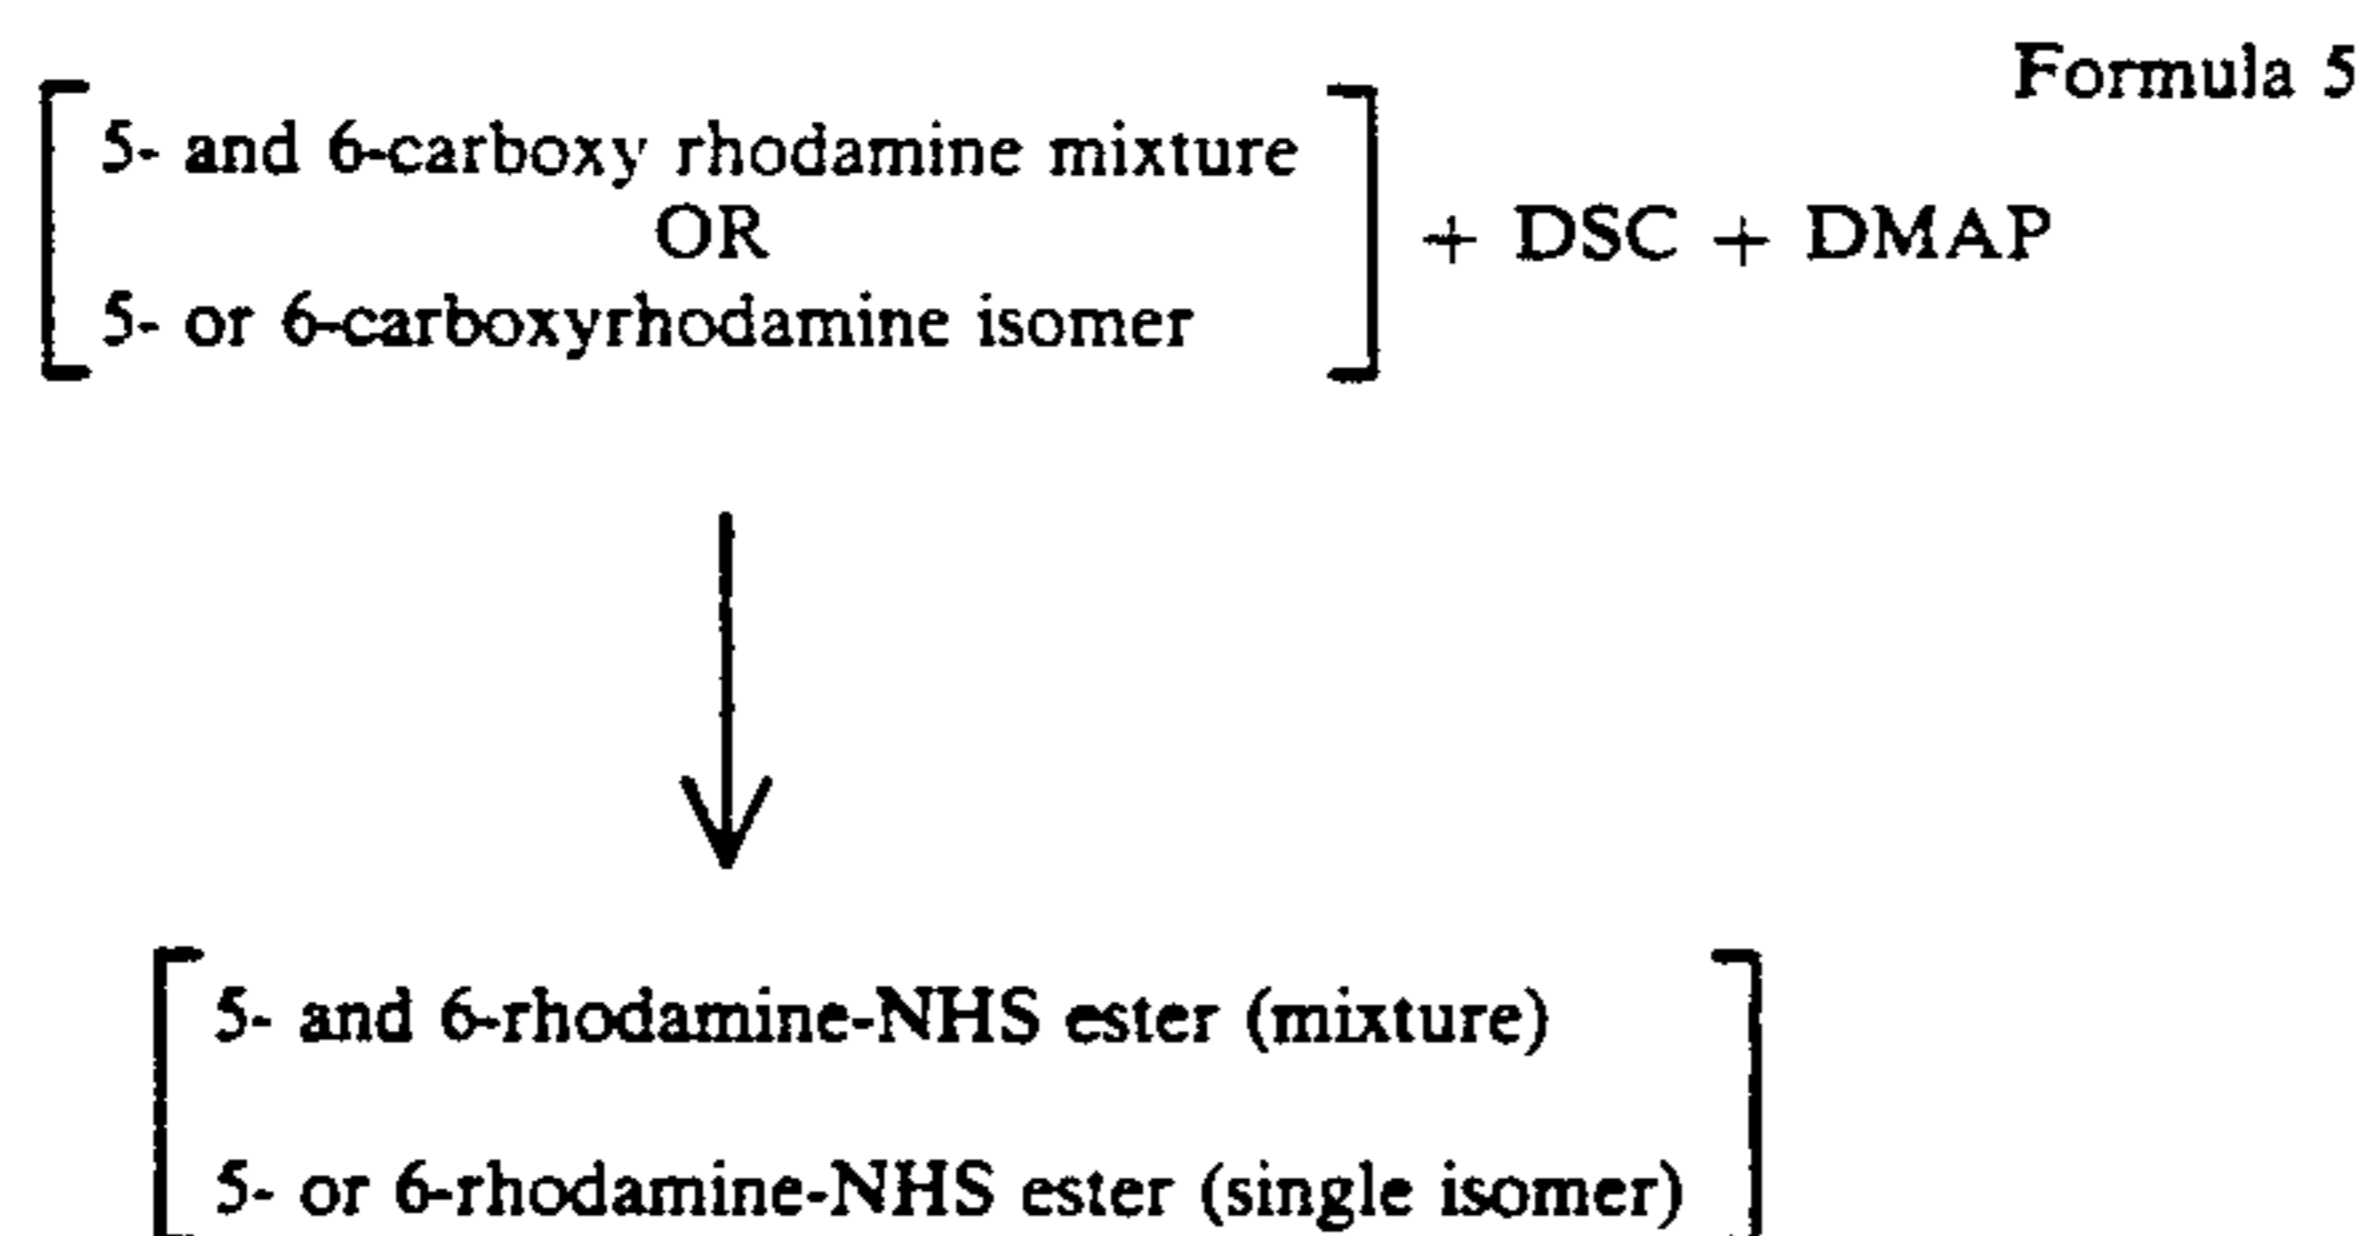 Formula 5
5- and 6-carboxy rhodamine mixture
OR
5- or 6-carboxyrhodamine isomer
+ DSC + DMAP
5- and 6-rhodamine-NHS ester (mixture)
5- or 6-rhodamine-NHS ester (single isomer)